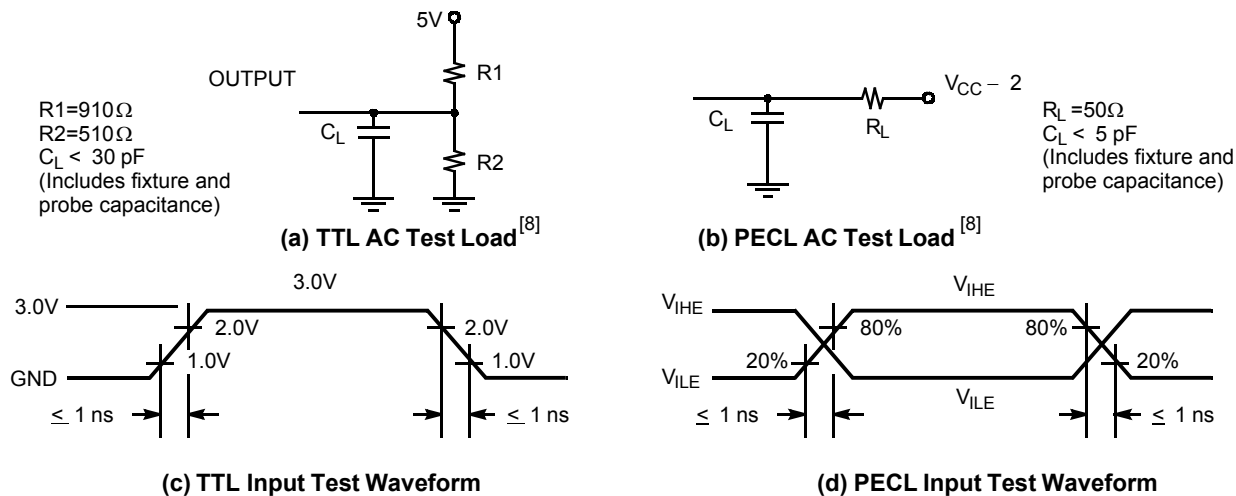 5V
OUTPUT
R1
R1=910Ω
R2=510Ω
C_L < 30 pF
(Includes fixture and
probe capacitance)
C_L
R2
(a) TTL AC Test Load [8]
V_CC – 2
C_L
R_L
R_L =50Ω
C_L < 5 pF
(Includes fixture and
probe capacitance)
(b) PECL AC Test Load [8]
3.0V
3.0V
2.0V
2.0V
1.0V
1.0V
GND
≤ 1 ns
≤ 1 ns
(c) TTL Input Test Waveform
V_IHE
V_IHE
80%
80%
20%
20%
V_ILE
V_ILE
≤ 1 ns
≤ 1 ns
(d) PECL Input Test Waveform